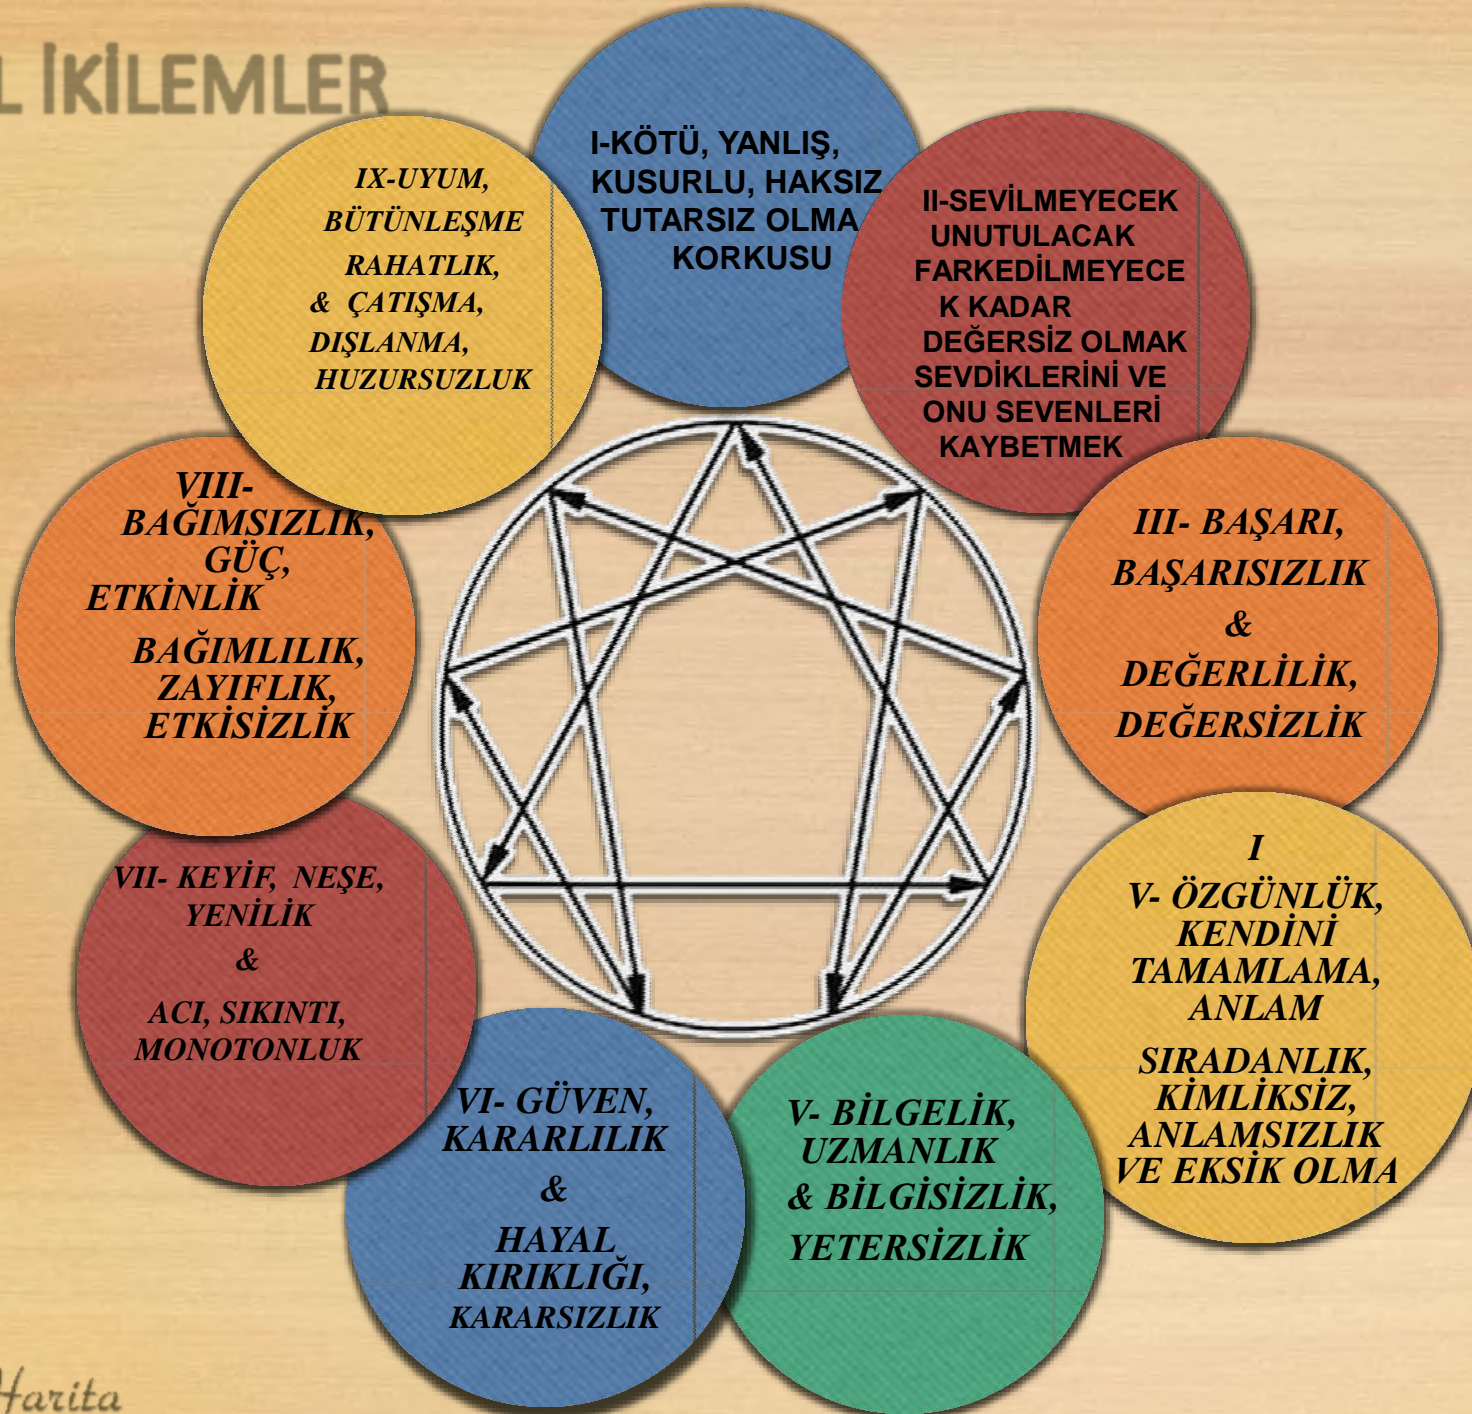 L İKİLEMLER
I-KÖTÜ, YANLIŞ,
KUSURLU, HAKSIZ
TUTARSIZ OLMA
KORKUSU
II-SEVİLMEYECEK
UNUTULACAK
FARKEDİLMEYECE
K KADAR
DEĞERSİZ OLMAK
SEVDİKLERİNİ VE
ONU SEVENLERİ
KAYBETMEK
III- BAŞARI,
BAŞARISIZLIK
&
DEĞERLİLİK,
DEĞERSİZLİK
I
V- ÖZGÜNLÜK,
KENDİNİ
TAMAMLAMA,
ANLAM
SIRADANLIK,
KİMLİKSİZ,
ANLAMSIZLIK
VE EKSİK OLMA
V- BİLGELİK,
UZMANLIK
& BİLGİSİZLİK,
YETERSİZLİK
VI- GÜVEN,
KARARLILIK
&
HAYAL
KIRIKLIĞI,
KARARSIZLIK
VII- KEYİF, NEŞE,
YENİLİK
&
ACI, SIKINTI,
MONOTONLUK
VIII-
BAĞIMSIZLIK,
GÜÇ,
ETKİNLİK
BAĞIMLILIK,
ZAYIFLIK,
ETKİSİZLİK
IX-UYUM,
BÜTÜNLEŞME
RAHATLIK,
& ÇATIŞMA,
DIŞLANMA,
HUZURSUZLUK
Harita